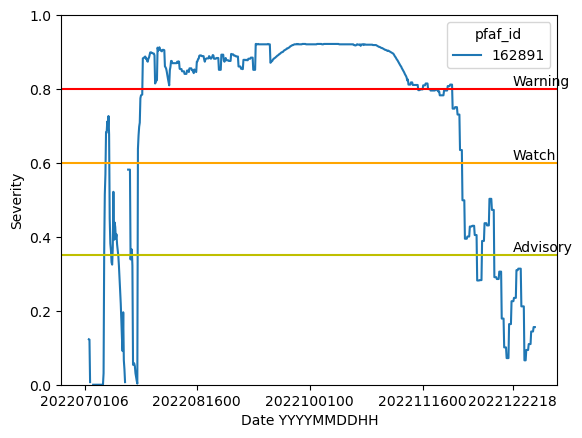 pfaf_id
162891
1.0
0.8
0.6
0.4
0.2
0.0
Severity
Warning
Watch
Advisory
2022070106 2022081600 2022100100 2022111600 2022122218
Date YYYYMMDDHH